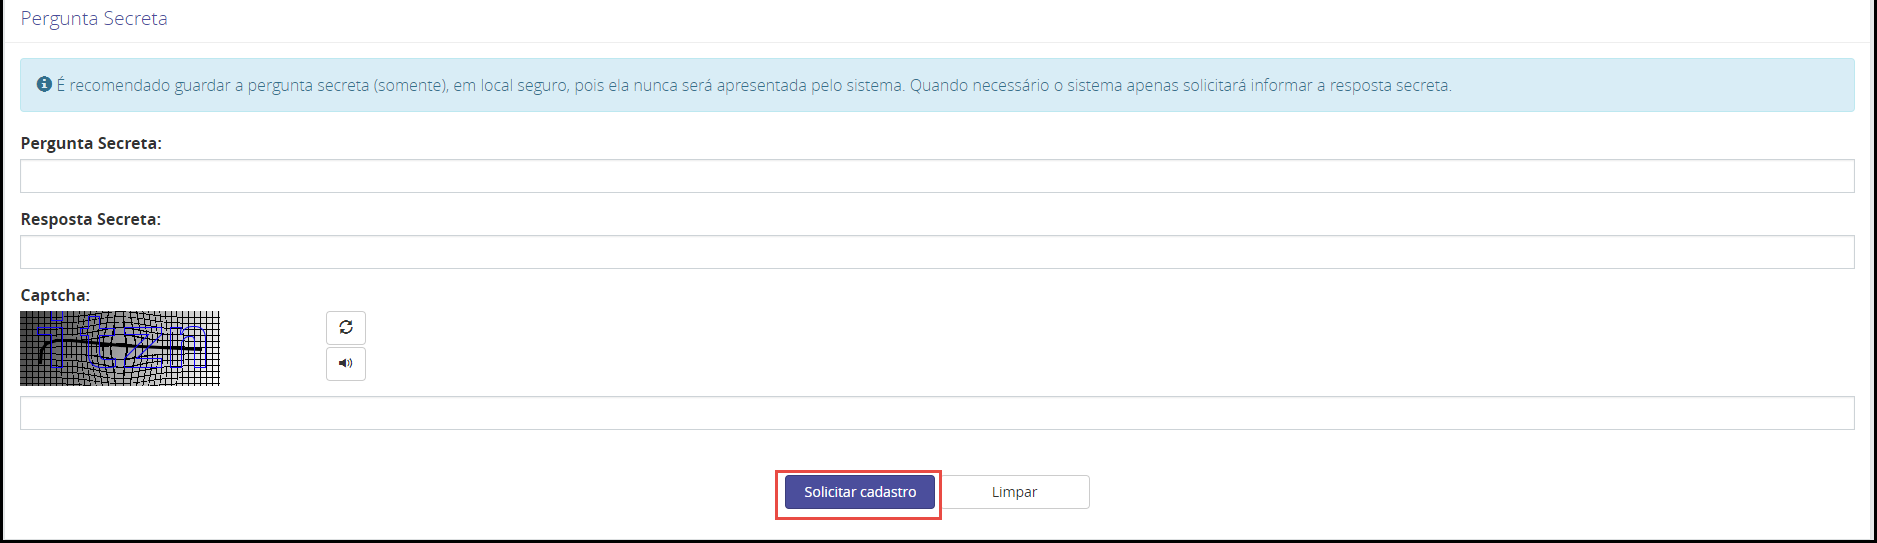 Pergunta Secreta
É recomendado guardar a pergunta secreta (somente), em local seguro, pois ela nunca será apresentada pelo sistema. Quando necessário o sistema apenas solicitará informar a resposta secreta.
Pergunta Secreta:
Resposta Secreta:
Captcha:
Solicitar cadastro
Limpar